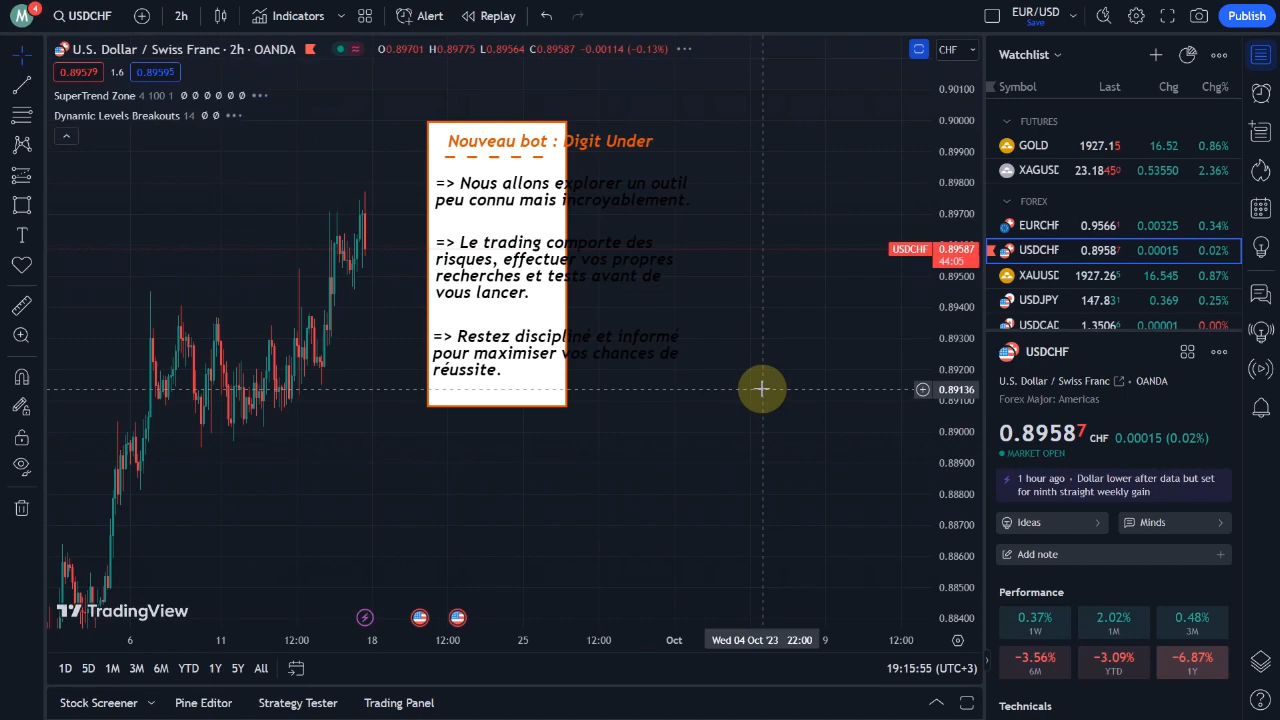 M 4 USDCHF 2h Indicators Alert Replay EUR/USD Save Publish
U.S. Dollar / Swiss Franc · 2h · OANDA O0.89701 H0.89775 L0.89564 C0.89587 −0.00114 (−0.13%) CHF
0.89579 1.6 0.89595
SuperTrend Zone 4 100 1 Ø Ø Ø Ø Ø Ø
Dynamic Levels Breakouts 14 Ø Ø
Nouveau bot : Digit Under
=> Nous allons explorer un outil
peu connu mais incroyablement.
=> Le trading comporte des
risques, effectuer vos propres
recherches et tests avant de
vous lancer.
=> Restez discipliné et informé
pour maximiser vos chances de
réussite.
0.90100
0.90000
0.89900
0.89800
0.89700
USDCHF 0.89587
44:05
0.89500
0.89400
0.89300
0.89200
0.89136
0.89100
0.89000
0.88900
0.88800
0.88700
0.88600
0.88500
0.88400
TradingView
6 11 12:00 18 12:00 25 12:00 Oct Wed 04 Oct '23 22:00 9 12:00
1D 5D 1M 3M 6M YTD 1Y 5Y All 19:15:55 (UTC+3)
Stock Screener Pine Editor Strategy Tester Trading Panel
Watchlist
Symbol Last Chg Chg%
FUTURES
GOLD 1927.15 16.52 0.86%
XAGUSD 23.18450 0.53550 2.36%
FOREX
EURCHF 0.95661 0.00325 0.34%
USDCHF 0.89587 0.00015 0.02%
XAUUSD 1927.265 16.545 0.87%
USDJPY 147.831 0.369 0.25%
USDCAD 1.3506 0.00001 0.00%
USDCHF
U.S. Dollar / Swiss Franc · OANDA
Forex Major: Americas
0.89587 CHF 0.00015 (0.02%)
MARKET OPEN
1 hour ago · Dollar lower after data but set
for ninth straight weekly gain
Ideas Minds
Add note
Performance
0.37% 2.02% 0.48%
1W 1M 3M
−3.56% −3.09% −6.87%
6M YTD 1Y
Technicals